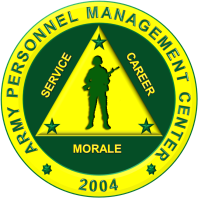 ARMY PERSONNEL MANAGEMENT CENTER
SERVICE
CAREER
MORALE
2004